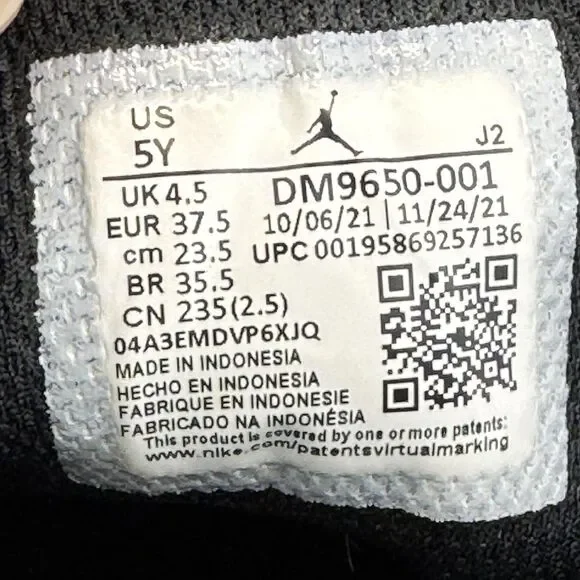 US
5Y
J2
UK 4.5
DM9650-001
EUR 37.5
10/06/21 | 11/24/21
cm 23.5
UPC 00195869257136
BR 35.5
CN 235(2.5)
04A3EMDVP6XJQ
MADE IN INDONESIA
HECHO EN INDONESIA
FABRIQUE EN INDONESIE
FABRICADO NA INDONÉSIA
This product is covered by one or more patents:
www.nike.com/patentsvirtualmarking